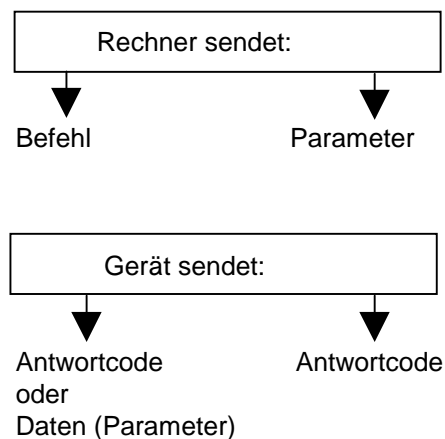 Rechner sendet:
Befehl Parameter
Gerät sendet:
Antwortcode Antwortcode
oder
Daten (Parameter)